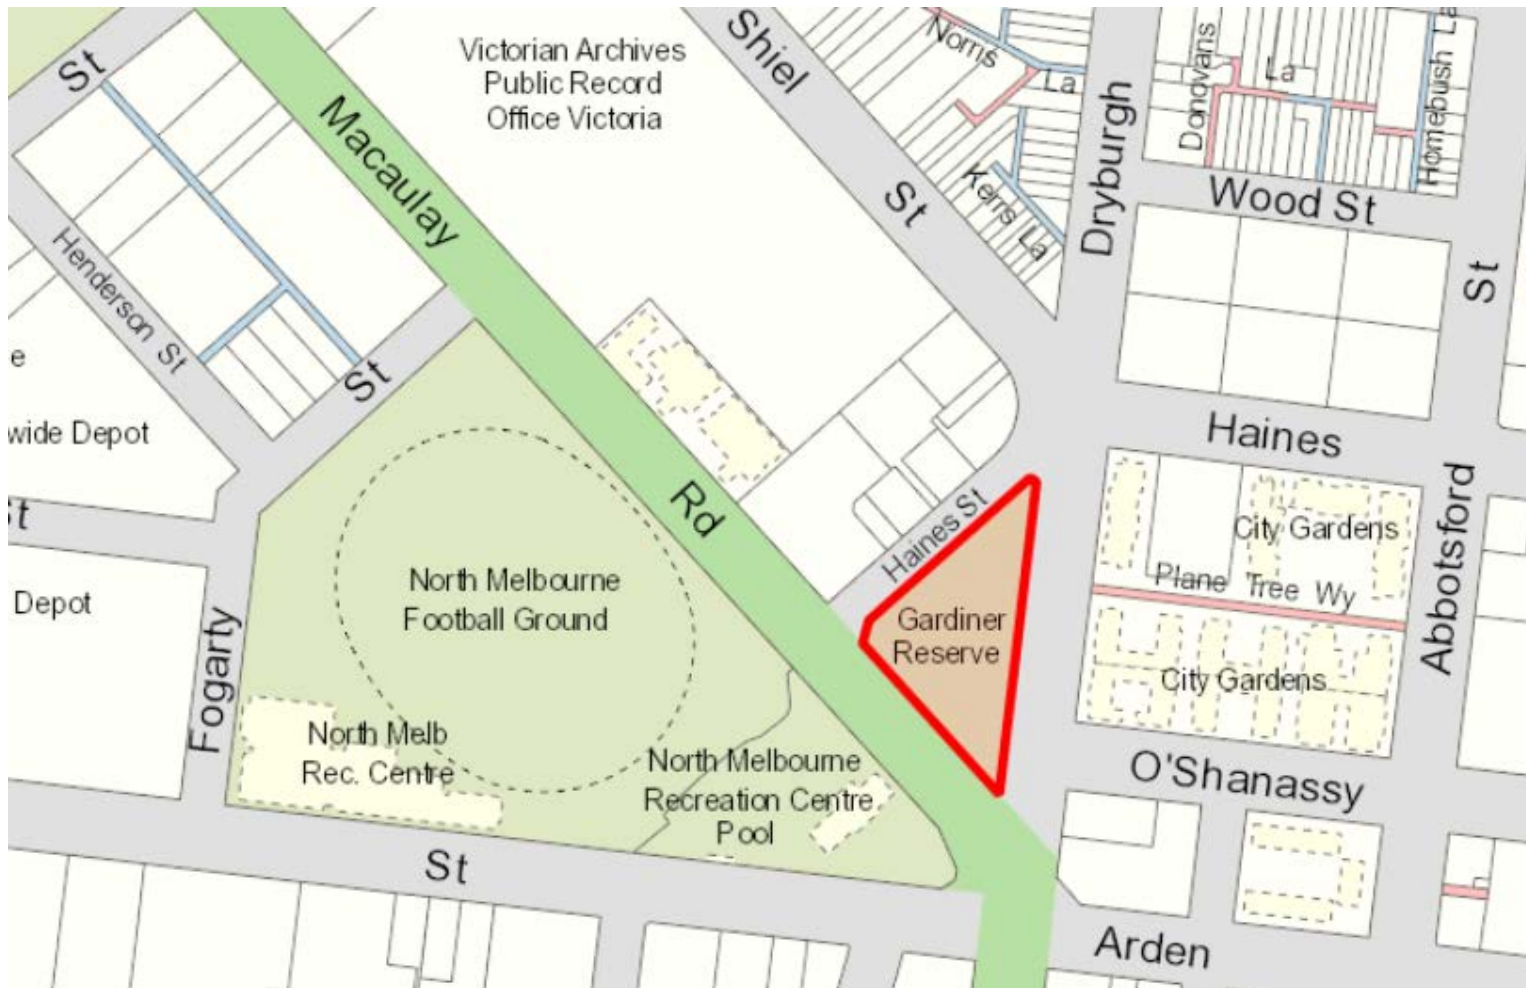 St
Macaulay
Victorian Archives
Public Record
Office Victoria
Shiel
St
Norris
La
Kerrs La
Dryburgh
Donovans
La
Homebush La
Wood St
St
Henderson St
St
e
wide Depot
St
Depot
Fogarty
Rd
Haines St
Haines
North Melbourne
Football Ground
Gardiner
Reserve
City Gardens
Plane Tree Wy
City Gardens
Abbotsford
North Melb
Rec. Centre
North Melbourne
Recreation Centre
Pool
O'Shanassy
St
Arden